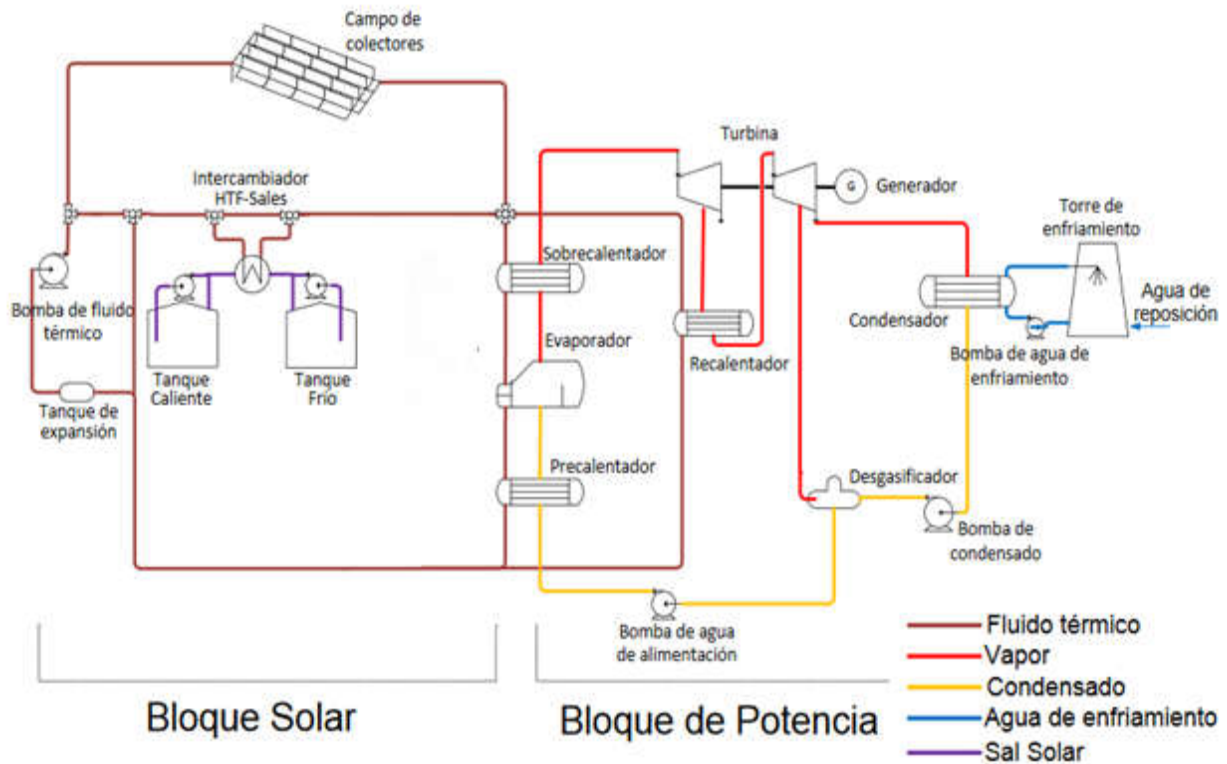 Campo de
colectores
Turbina
Intercambiador
HTF-Sales
G
Generador
Torre de
enfriamiento
Sobrecalentador
Bomba de fluido
térmico
Condensador
Agua de
reposición
Evaporador
Recalentador
Bomba de agua de
enfriamiento
Tanque
Caliente
Tanque
Frío
Tanque de
expansión
Precalentador
Desgasificador
Bomba de
condensado
Bomba de agua
de alimentación
Fluido térmico
Vapor
Condensado
Agua de enfriamiento
Sal Solar
Bloque Solar
Bloque de Potencia